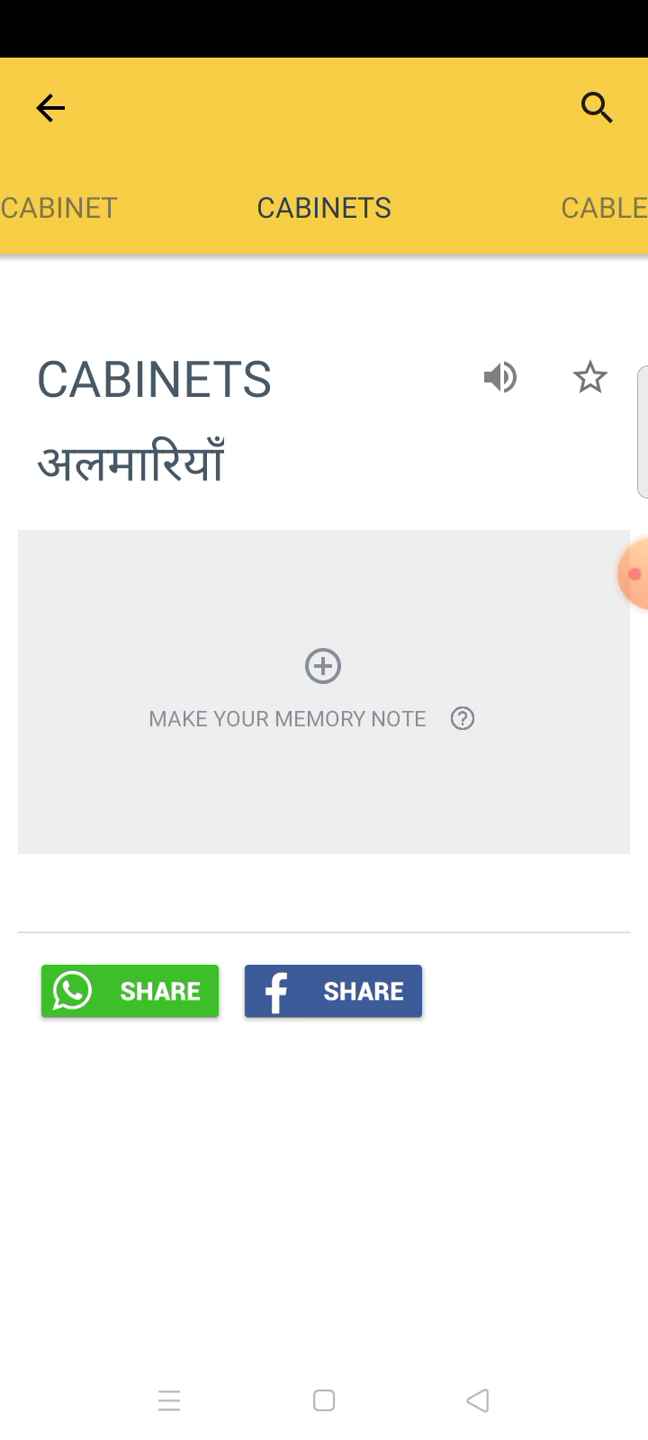 CABINET CABINETS CABLE
CABINETS
अलमारियाँ
MAKE YOUR MEMORY NOTE
SHARE SHARE